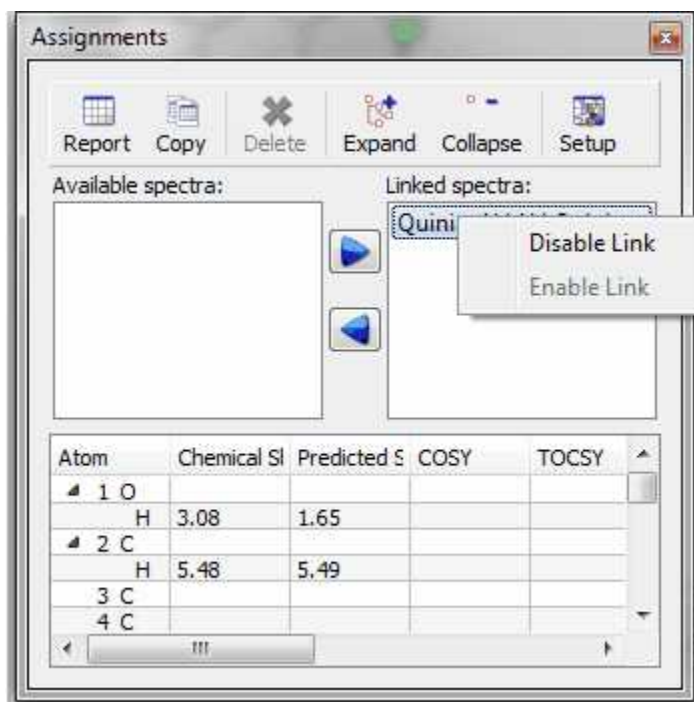 Assignments
Report Copy Delete Expand Collapse Setup
Available spectra: Linked spectra:
Disable Link
Enable Link
Atom Chemical Predicted COSY TOCSY
1 O
H 3.08 1.65
2 C
H 5.48 5.49
3 C
4 C